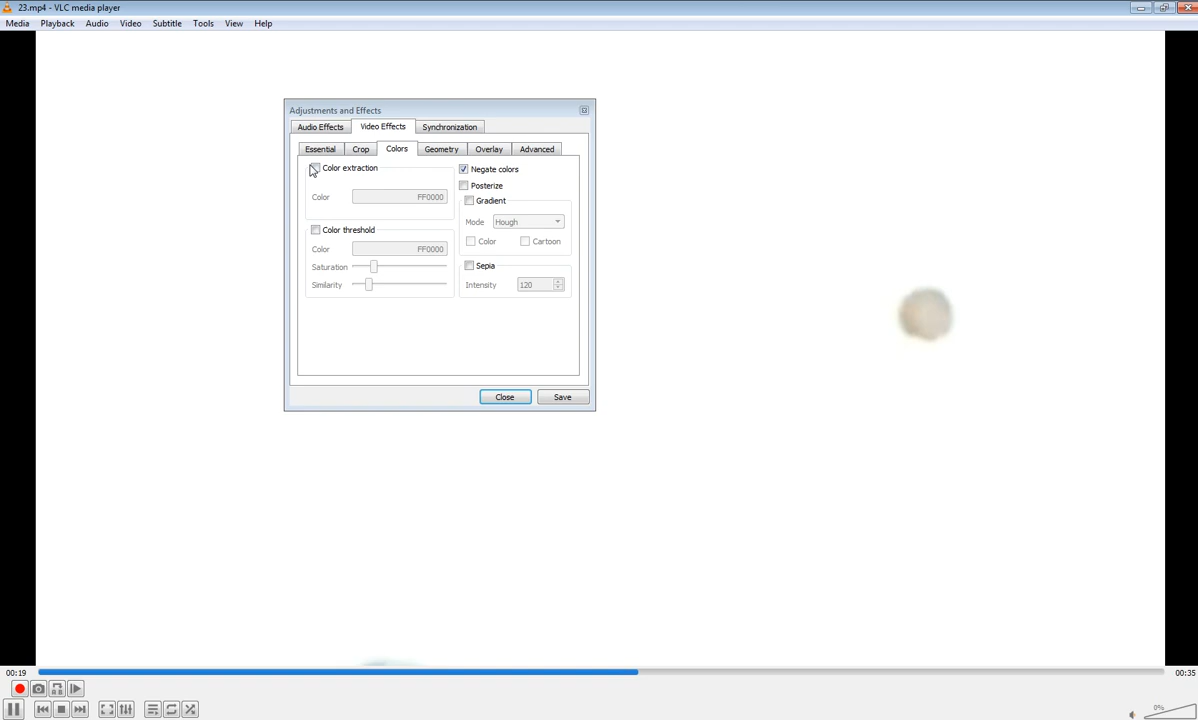 23.mp4 - VLC media player
Media Playback Audio Video Subtitle Tools View Help
Adjustments and Effects
Audio Effects Video Effects Synchronization
Essential Crop Colors Geometry Overlay Advanced
Color extraction
Color FF0000
Color threshold
Color FF0000
Saturation
Similarity
Negate colors
Posterize
Gradient
Mode Hough
Color Cartoon
Sepia
Intensity 120
Close Save
00:19 00:35
0%